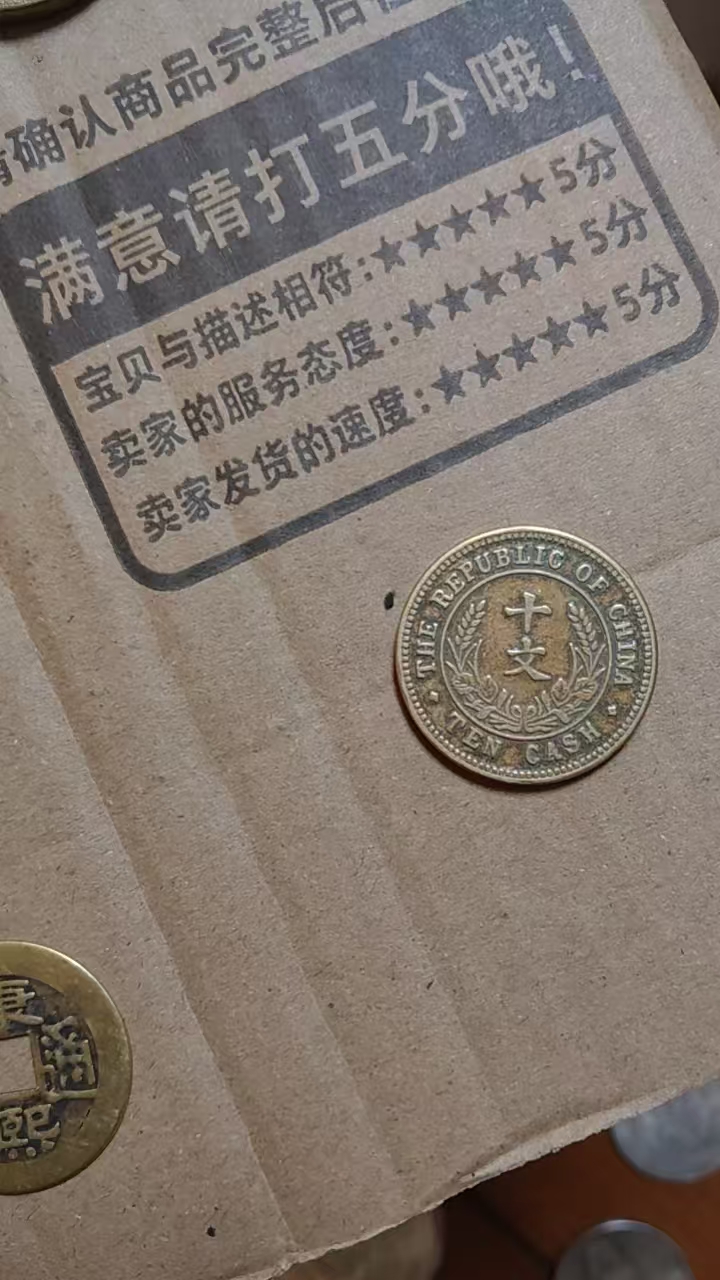 请确认商品完整后
满意请打五分哦!
宝贝与描述相符:★★★★★5分
卖家的服务态度:★★★★★5分
卖家发货的速度:★★★★★5分
THE REPUBLIC OF CHINA
十文
TEN CASH
康熙